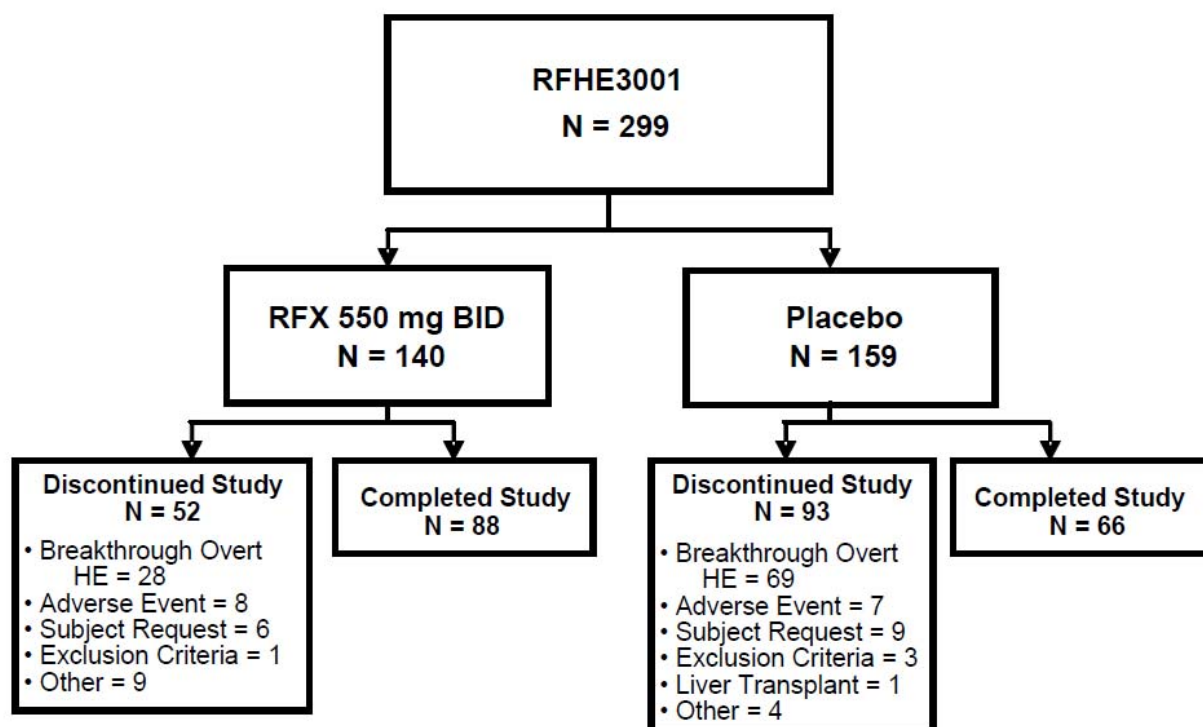 RFHE3001
N = 299
RFX 550 mg BID
N = 140
Placebo
N = 159
Discontinued Study
N = 52
• Breakthrough Overt
HE = 28
• Adverse Event = 8
• Subject Request = 6
• Exclusion Criteria = 1
• Other = 9
Completed Study
N = 88
Discontinued Study
N = 93
• Breakthrough Overt
HE = 69
• Adverse Event = 7
• Subject Request = 9
• Exclusion Criteria = 3
• Liver Transplant = 1
• Other = 4
Completed Study
N = 66